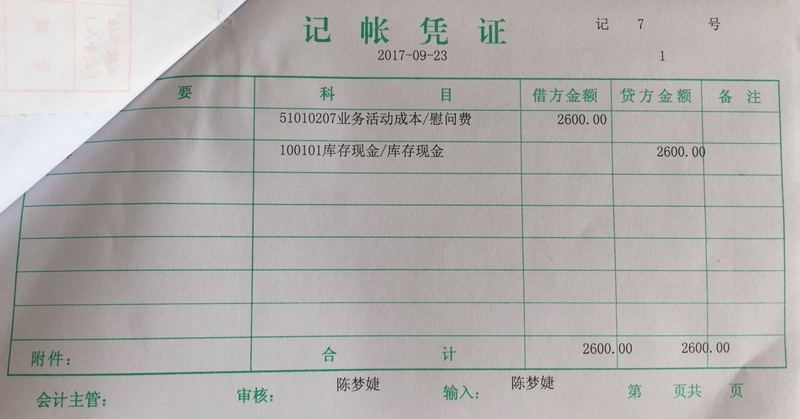 记帐凭证
记 7 号
2017-09-23 1
要 科目 借方金额 贷方金额 备注
51010207业务活动成本/慰问费 2600.00
100101库存现金/库存现金 2600.00
附件: 合计 2600.00 2600.00
会计主管: 审核: 陈梦婕 输入: 陈梦婕 第 页共 页